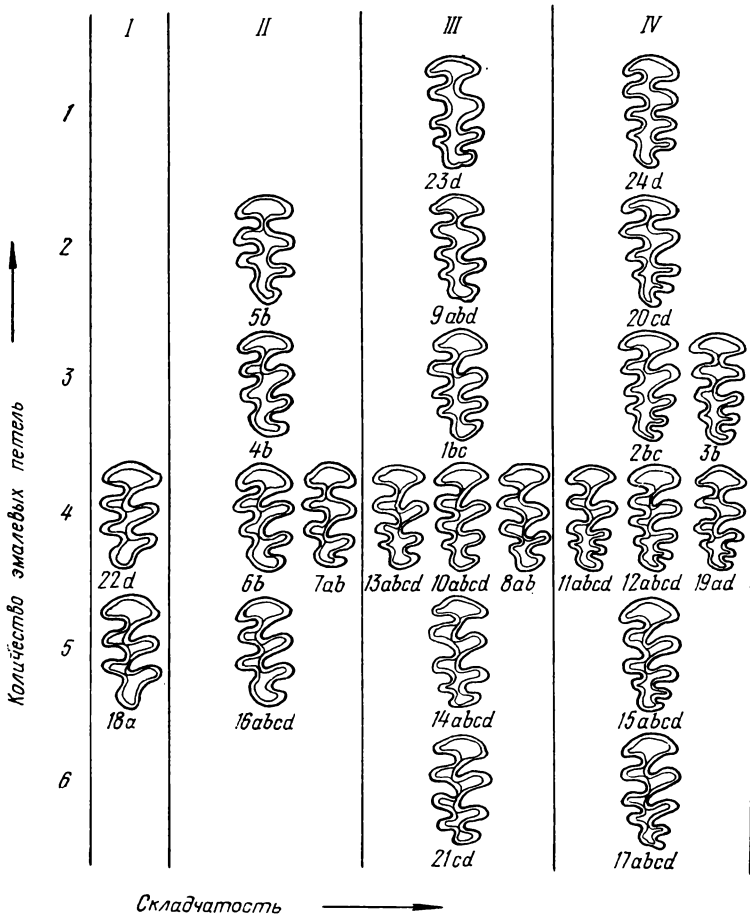 I II III IV
1
23d 24d
2
5b 9abd 20cd
3
4b 1bc 2bc 3b
4
22d 6b 7ab 13abcd 10abcd 8ab 11abcd 12abcd 19ad
5
18a 16abcd 14abcd 15abcd
6
21cd 17abcd
Количество эмалевых петель
Складчатость